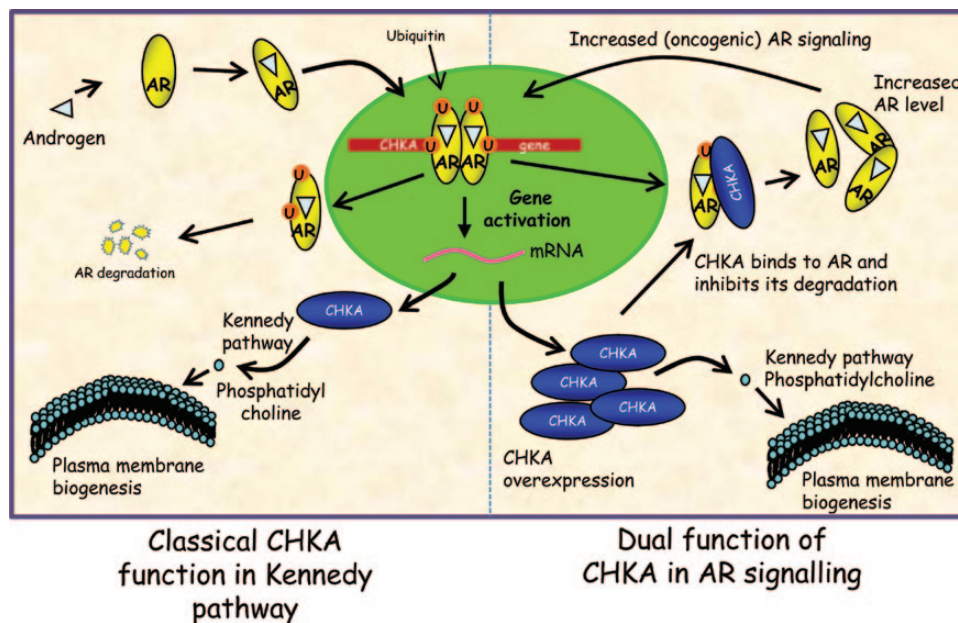 Ubiquitin
Androgen
AR
AR
U
U
CHKA
U
AR
AR
U
gene
Gene
activation
mRNA
U
U
AR
AR degradation
CHKA
Kennedy
pathway
Phosphatidyl
choline
Plasma membrane
biogenesis
Increased (oncogenic) AR signaling
Increased
AR level
U
AR
CHKA
AR
AR
AR
CHKA binds to AR and
inhibits its degradation
CHKA
CHKA
CHKA
CHKA
CHKA
overexpression
Kennedy pathway
Phosphatidylcholine
Plasma membrane
biogenesis
Classical CHKA
function in Kennedy
pathway
Dual function of
CHKA in AR signalling